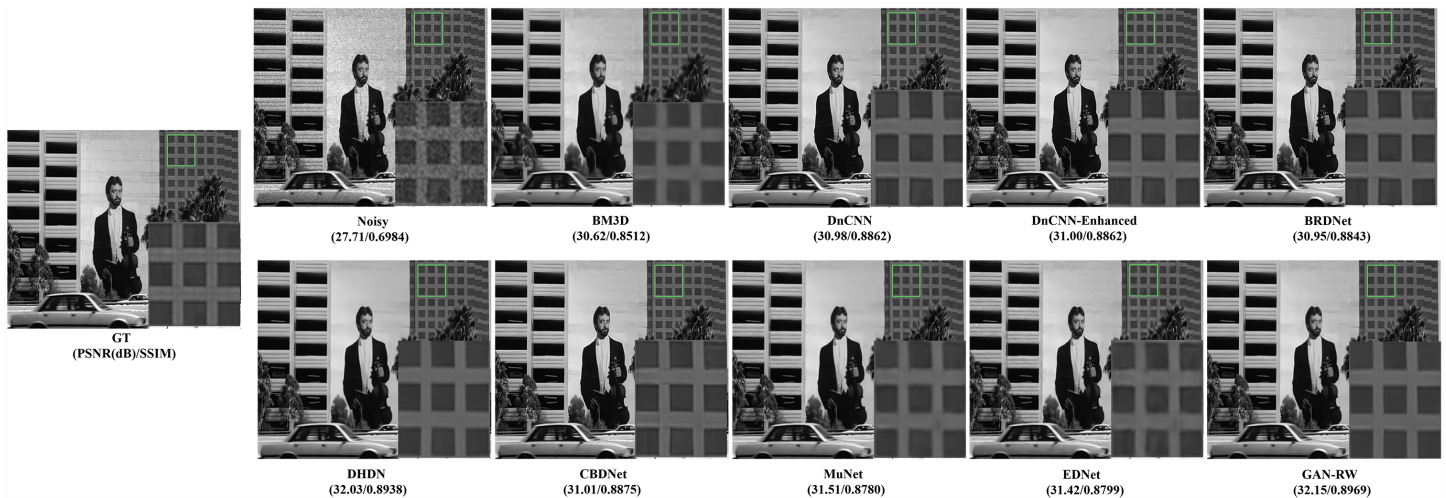 GT
(PSNR(dB)/SSIM)
Noisy
(27.71/0.6984)
BM3D
(30.62/0.8512)
DnCNN
(30.98/0.8862)
DnCNN-Enhanced
(31.00/0.8862)
BRDNet
(30.95/0.8843)
DHDN
(32.03/0.8938)
CBDNet
(31.01/0.8875)
MuNet
(31.51/0.8780)
EDNet
(31.42/0.8799)
GAN-RW
(32.15/0.8969)